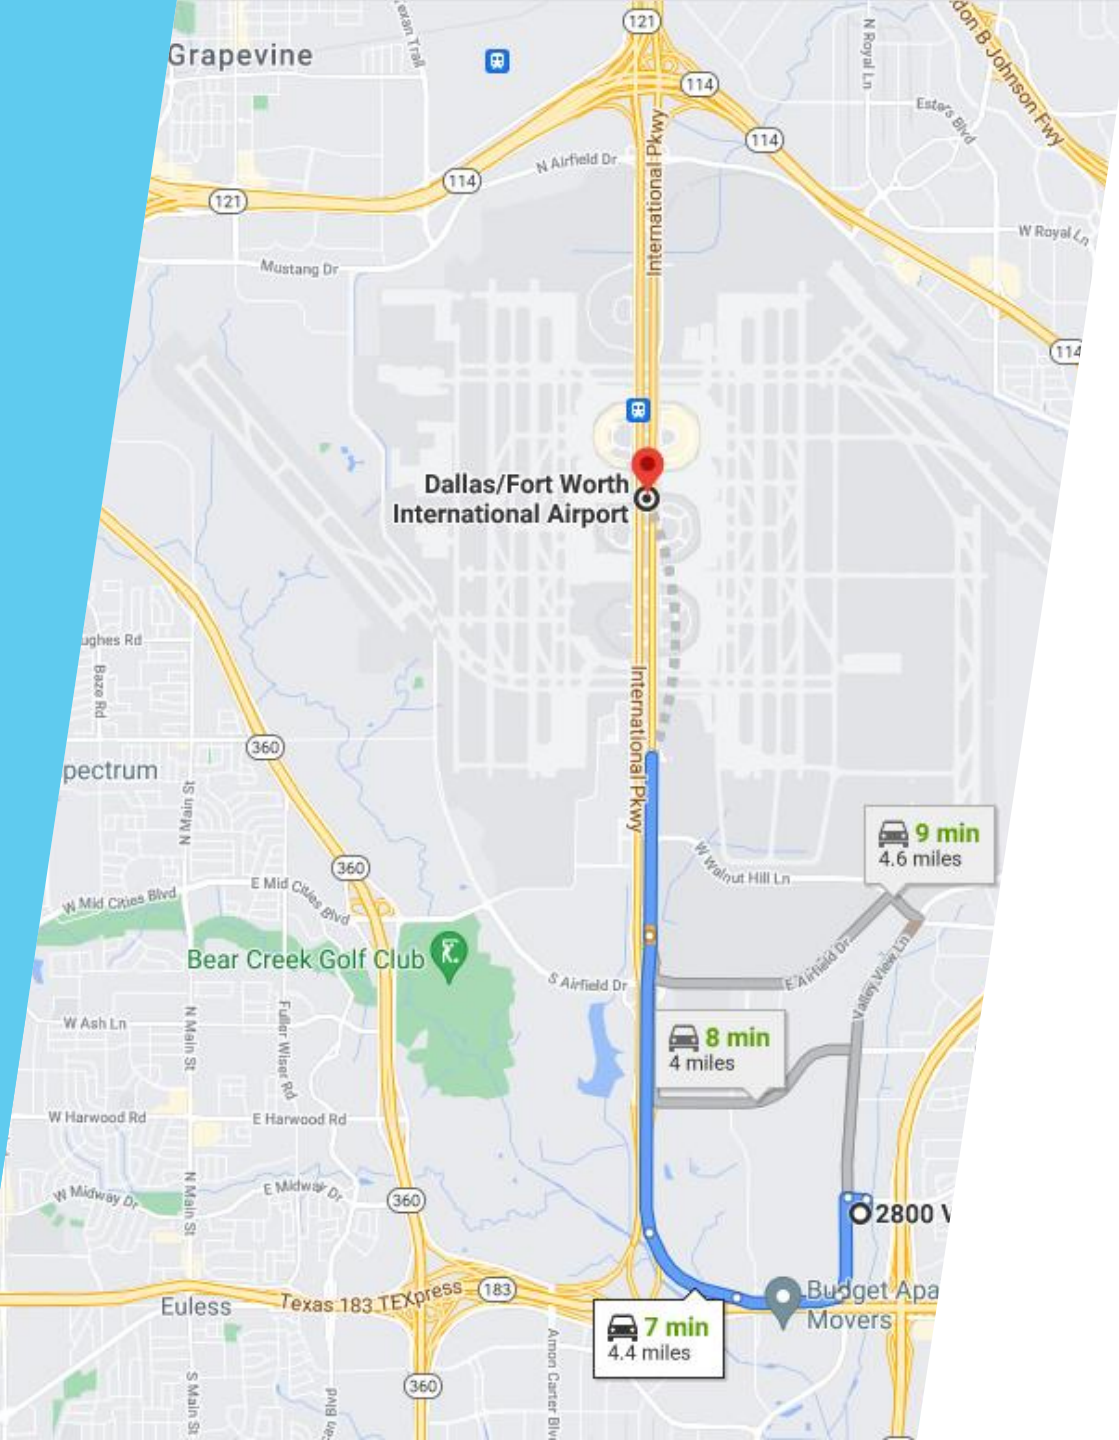 121
Grapevine
N Royal Ln
don B Johnson Fwy
114
Esters Blvd
114
International Pkwy
N Airfield Dr
114
121
W Royal Ln
Mustang Dr
114
Dallas/Fort Worth
International Airport
ughes Rd
Baze Rd
International Pkwy
360
pectrum
N Main St
9 min
4.6 miles
W Walnut Hill Ln
360
E Mid Cities Blvd
W Mid Cities Blvd
Bear Creek Golf Club
E Airfield Dr
Valley View Ln
S Airfield Dr
W Ash Ln
N Main St
Fuller Wiser Rd
8 min
4 miles
W Harwood Rd
E Harwood Rd
W Midway Dr
E Midway Dr
N Main St
360
2800 V
183
Texas 183 TEXpress
Euless
Budget Apa
Movers
7 min
4.4 miles
Amon Carter Blv
360
S Main St